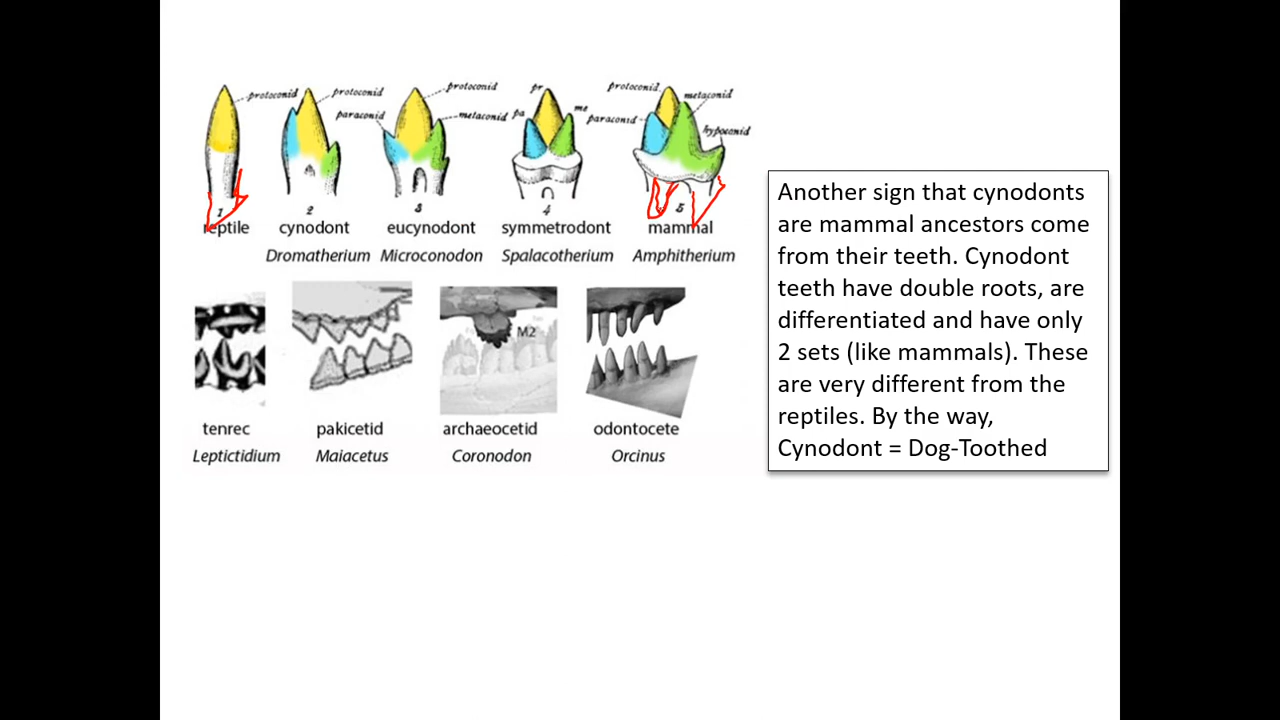 protoconid
protoconid
protoconid
pr
protoconid
metaconid
paraconid
metaconid
pa
me
paraconid
hypoconid
1
2
3
4
5
reptile
cynodont
eucynodont
symmetrodont
mammal
Dromatherium
Microconodon
Spalacotherium
Amphitherium
M2
tenrec
pakicetid
archaeocetid
odontocete
Leptictidium
Maiacetus
Coronodon
Orcinus
Another sign that cynodonts
are mammal ancestors come
from their teeth. Cynodont
teeth have double roots, are
differentiated and have only
2 sets (like mammals). These
are very different from the
reptiles. By the way,
Cynodont = Dog-Toothed